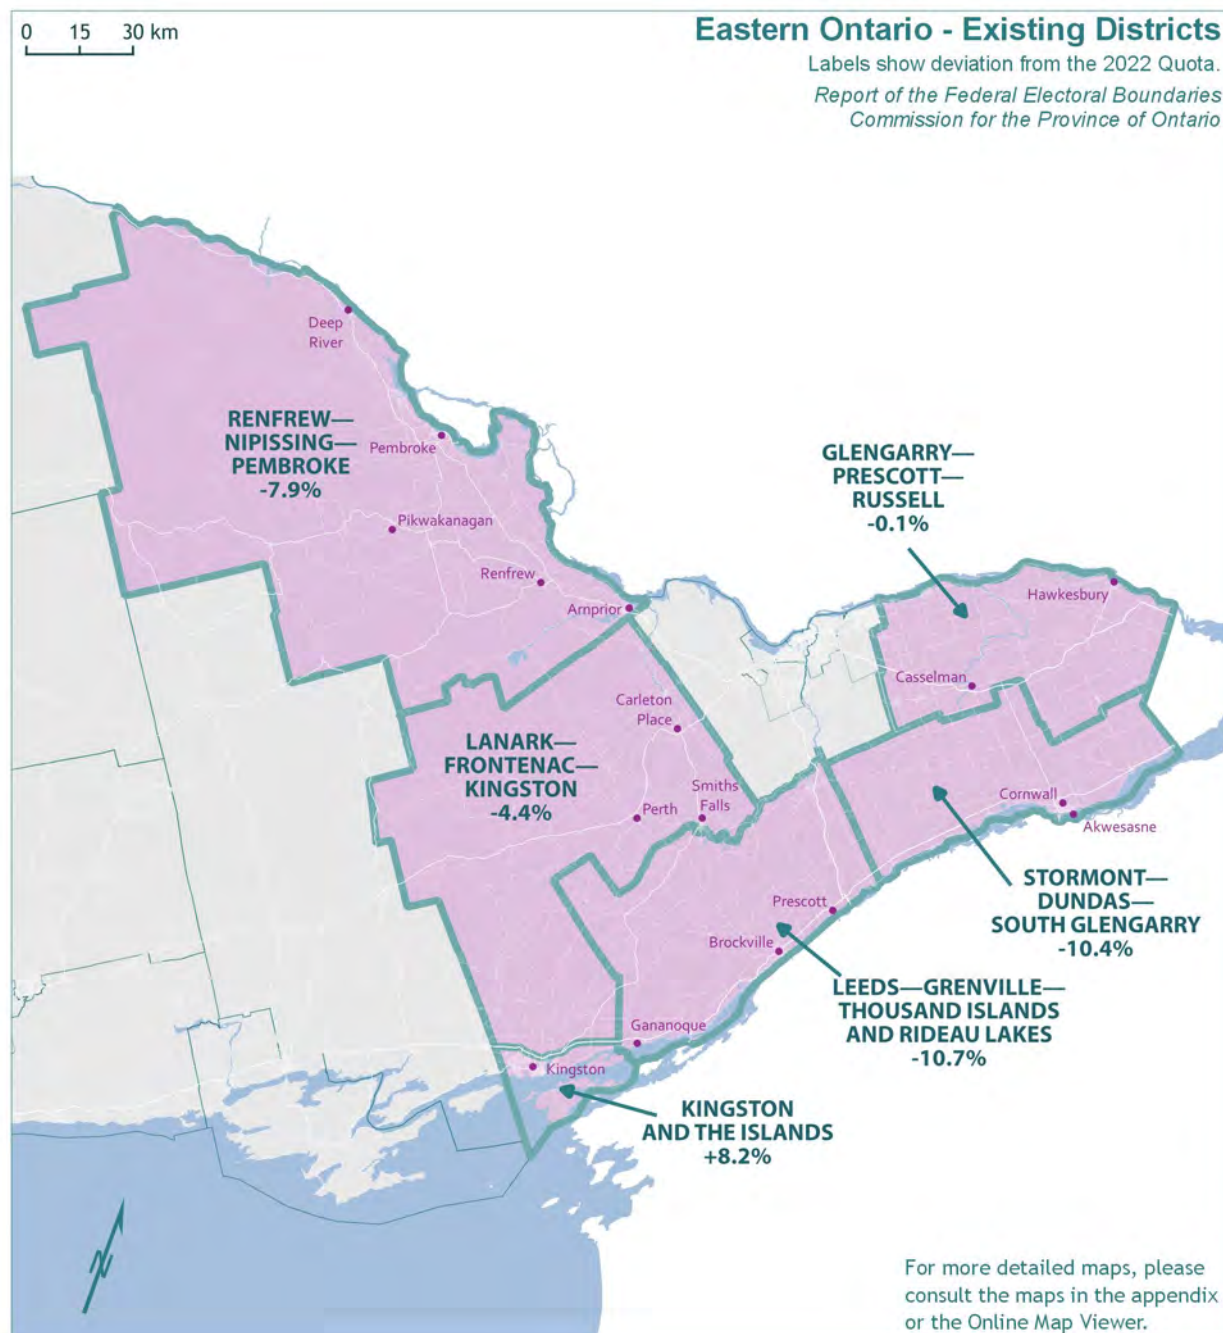 0 15 30 km
Eastern Ontario - Existing Districts
Labels show deviation from the 2022 Quota.
Report of the Federal Electoral Boundaries
Commission for the Province of Ontario
Deep
River
RENFREW—
NIPISSING—
PEMBROKE
-7.9%
Pembroke
Pikwakanagan
Renfrew
Arnprior
GLENGARRY—
PRESCOTT—
RUSSELL
-0.1%
Hawkesbury
Casselman
Carleton
Place
LANARK—
FRONTENAC—
KINGSTON
-4.4%
Smiths
Falls
Perth
Cornwall
Akwesasne
STORMONT—
DUNDAS—
SOUTH GLENGARRY
-10.4%
Prescott
Brockville
LEEDS—GRENVILLE—
THOUSAND ISLANDS
AND RIDEAU LAKES
-10.7%
Gananoque
Kingston
KINGSTON
AND THE ISLANDS
+8.2%
N
For more detailed maps, please
consult the maps in the appendix
or the Online Map Viewer.